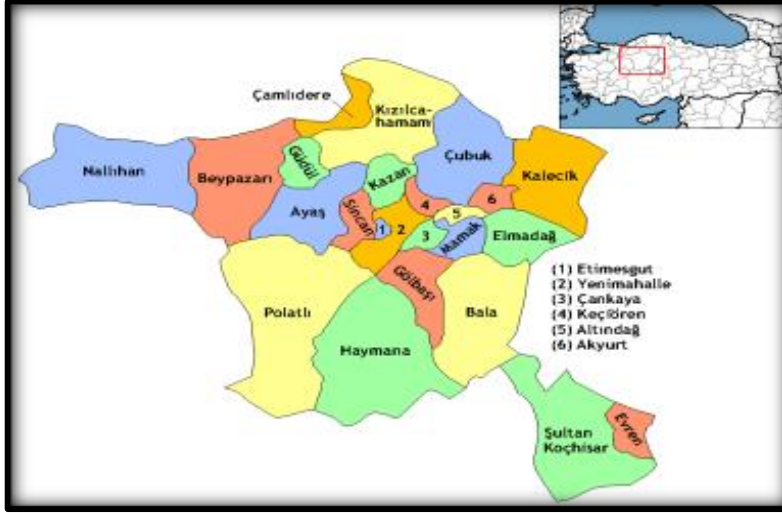 Çamlıdere
Kızılca-
hamam
Çubuk
Kalecik
Nallıhan
Beypazarı
Güdül
Kazan
Ayaş
Sincan
1
2
3
4
5
6
Mamak
Elmadağ
Gölbaşı
Polatlı
Haymana
Bala
(1) Etimesgut
(2) Yenimahalle
(3) Çankaya
(4) Keçiören
(5) Altındağ
(6) Akyurt
Şultan
Koçhisar
Evren